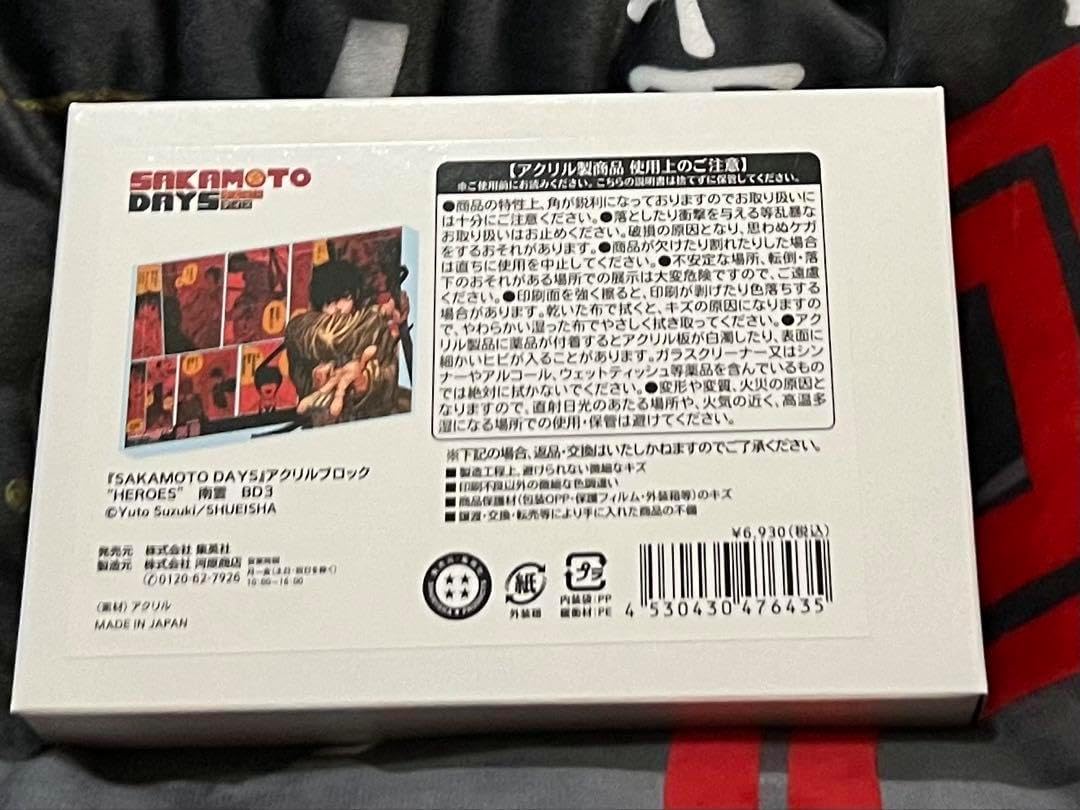 SAKAMOTO
DAYS
【アクリル製商品 使用上のご注意】
※ご使用前にお読みください。こちらの説明書は捨てずに保管してください。
●商品の特性上、角が鋭利になっておりますのでお取り扱いに
は十分にご注意ください。●落としたり衝撃を与える等乱暴な
お取り扱いはお止めください。破損の原因となり、思わぬケガ
をするおそれがあります。●商品が欠けたり割れたりした場合
は直ちに使用を中止してください。●不安定な場所、転倒・落
下のおそれがある場所での展示は大変危険ですので、ご遠慮
ください。●印刷面を強く擦ると、印刷が剥げたり色落ちする
場合があります。乾いた布で拭くと、キズの原因になりますの
で、やわらかい湿った布でやさしく拭き取ってください。●アク
リル製品に薬品が付着するとアクリル板が白濁したり、表面に
細かいヒビが入ることがあります。ガラスクリーナー又はシン
ナーやアルコール、ウェットティッシュ等薬品を含んでいるもの
では絶対に拭かないでください。●変形や変質、火災の原因と
なりますので、直射日光のあたる場所や、火気の近く、高温多
湿になる場所での使用・保管は避けてください。
※下記の場合、返品・交換はいたしかねますのでご了承ください。
■製造工程上、避けられない微細なキズ
■印刷不良以外の微細な色調違い
■商品保護材(包装OPP・保護フィルム・外装箱等)のキズ
■譲渡・交換・転売等により手に入れた商品の不備
『SAKAMOTO DAYS』アクリルブロック
"HEROES" 南雲 BD3
©Yuto Suzuki/SHUEISHA
発売元 株式会社 集英社
製造元 株式会社 河原商店
営業時間
月～金(土日・祝日を除く)
0120-62-7926 10:00～16:00
(素材) アクリル
MADE IN JAPAN
紙
外装箱
プラ
内装袋:PP
緩衝材:PE
¥6,930(税込)
4 530430 476435